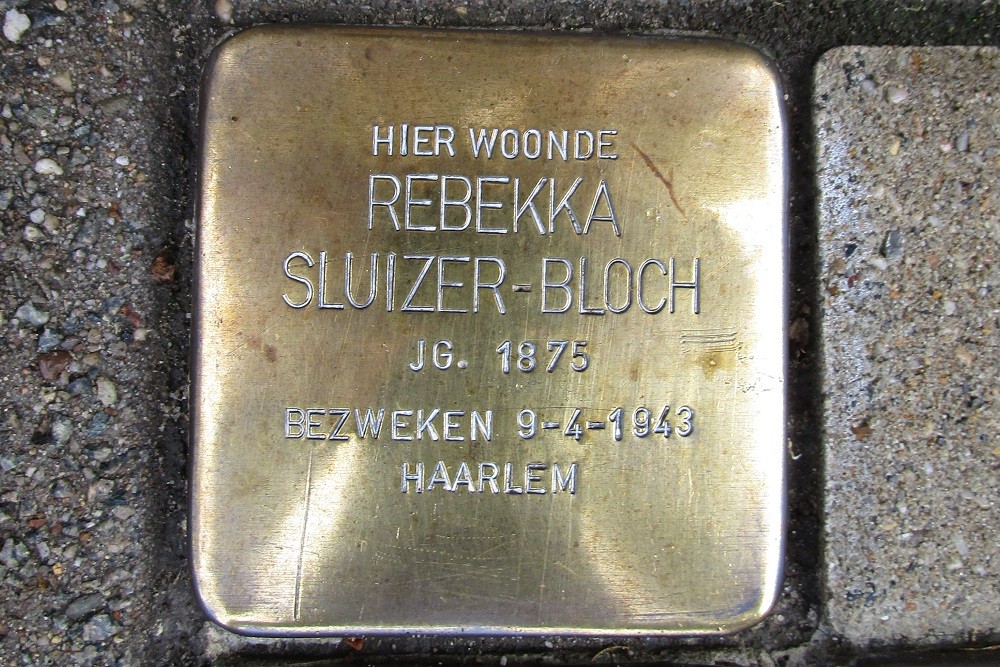 HIER WOONDE
REBEKKA
SLUIZER-BLOCH
JG. 1875
BEZWEKEN 9-4-1943
HAARLEM